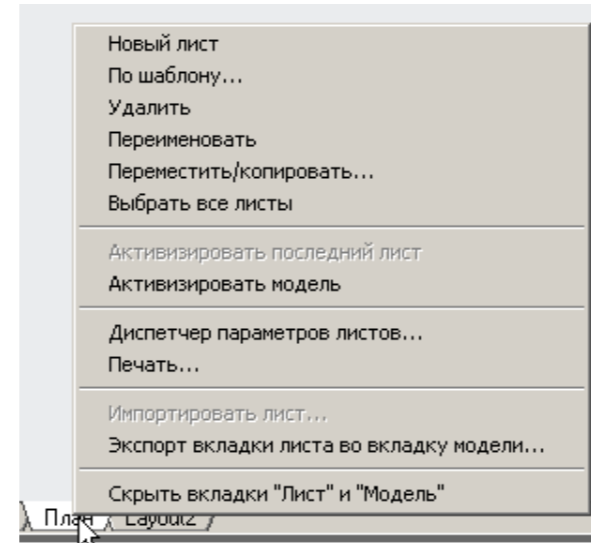 Новый лист
По шаблону...
Удалить
Переименовать
Переместить/копировать...
Выбрать все листы
Активизировать последний лист
Активизировать модель
Диспетчер параметров листов...
Печать...
Импортировать лист...
Экспорт вкладки листа во вкладку модели...
Скрыть вкладки "Лист" и "Модель"
План Layout2